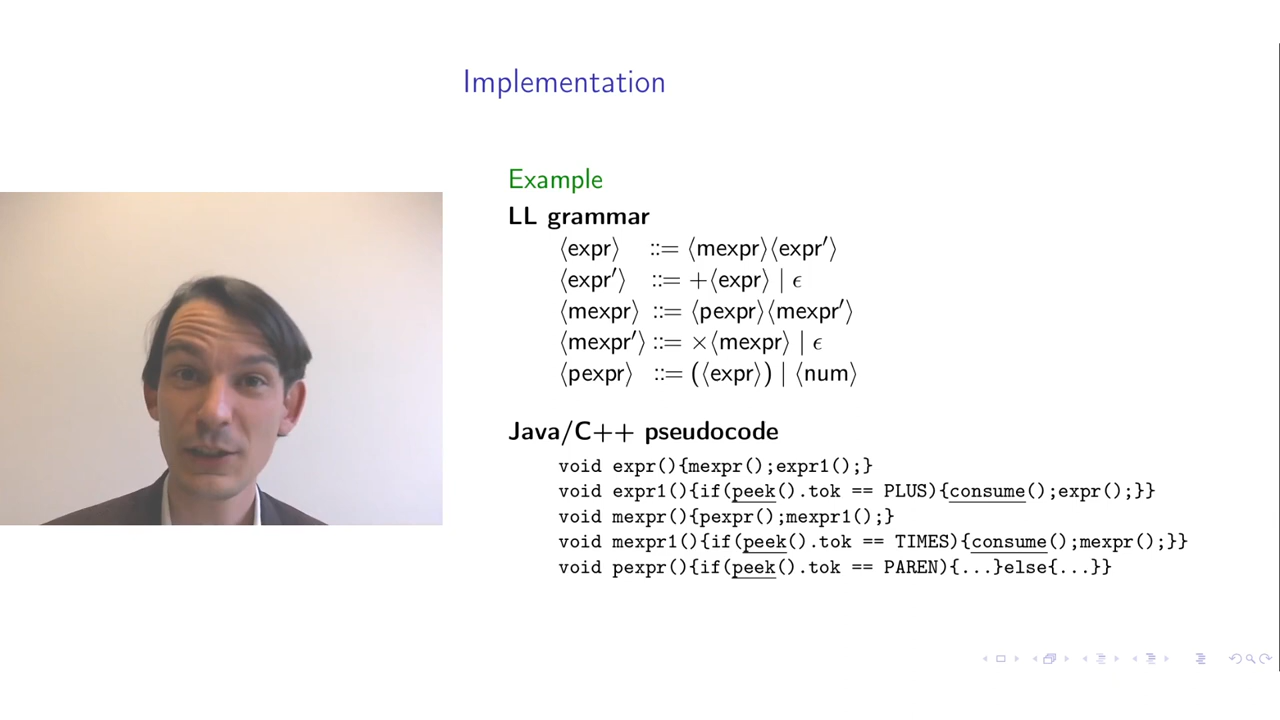 Implementation
Example
LL grammar
⟨expr⟩ ::= ⟨mexpr⟩⟨expr′⟩
⟨expr′⟩ ::= +⟨expr⟩ | ϵ
⟨mexpr⟩ ::= ⟨pexpr⟩⟨mexpr′⟩
⟨mexpr′⟩ ::= ×⟨mexpr⟩ | ϵ
⟨pexpr⟩ ::= (⟨expr⟩) | ⟨num⟩
Java/C++ pseudocode
void expr(){mexpr();expr1();}
void expr1(){if(peek().tok == PLUS){consume();expr();}}
void mexpr(){pexpr();mexpr1();}
void mexpr1(){if(peek().tok == TIMES){consume();mexpr();}}
void pexpr(){if(peek().tok == PAREN){...}else{...}}